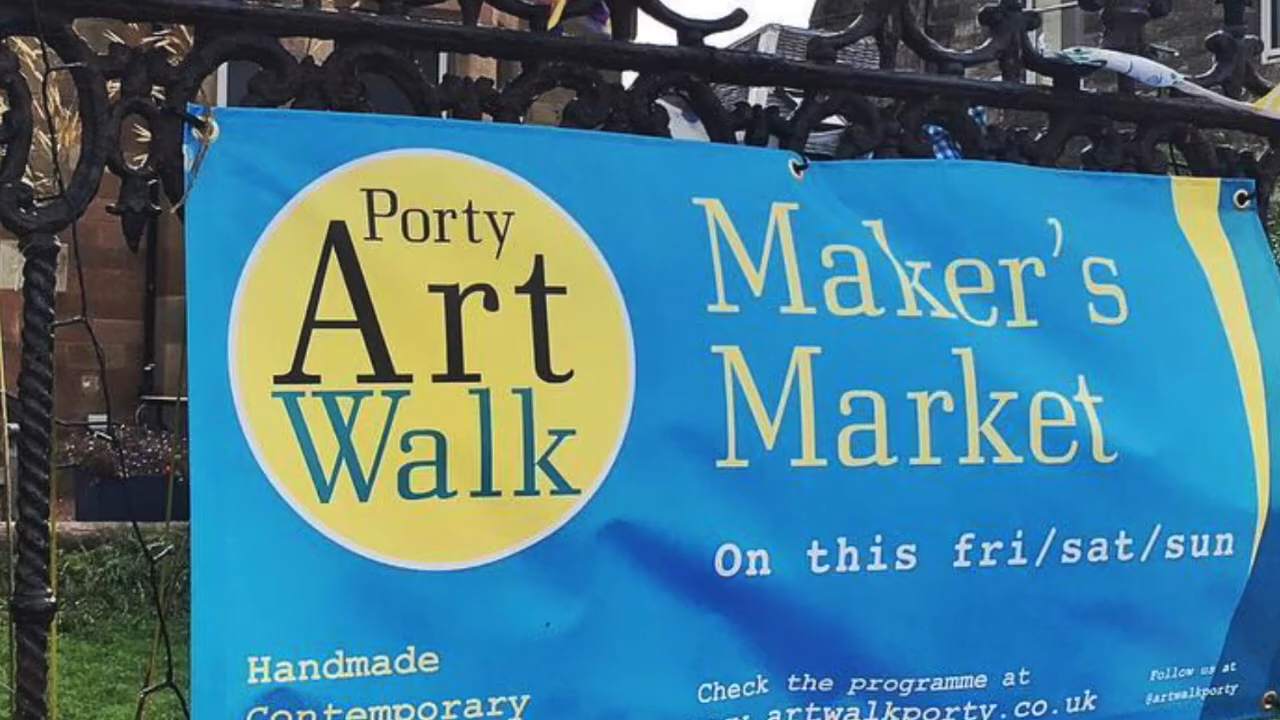 Porty
Art
Walk
Maker's
Market
On this fri/sat/sun
Handmade
Contemporary
Check the programme at
artwalkporty.co.uk
Follow us at
@artwalkporty